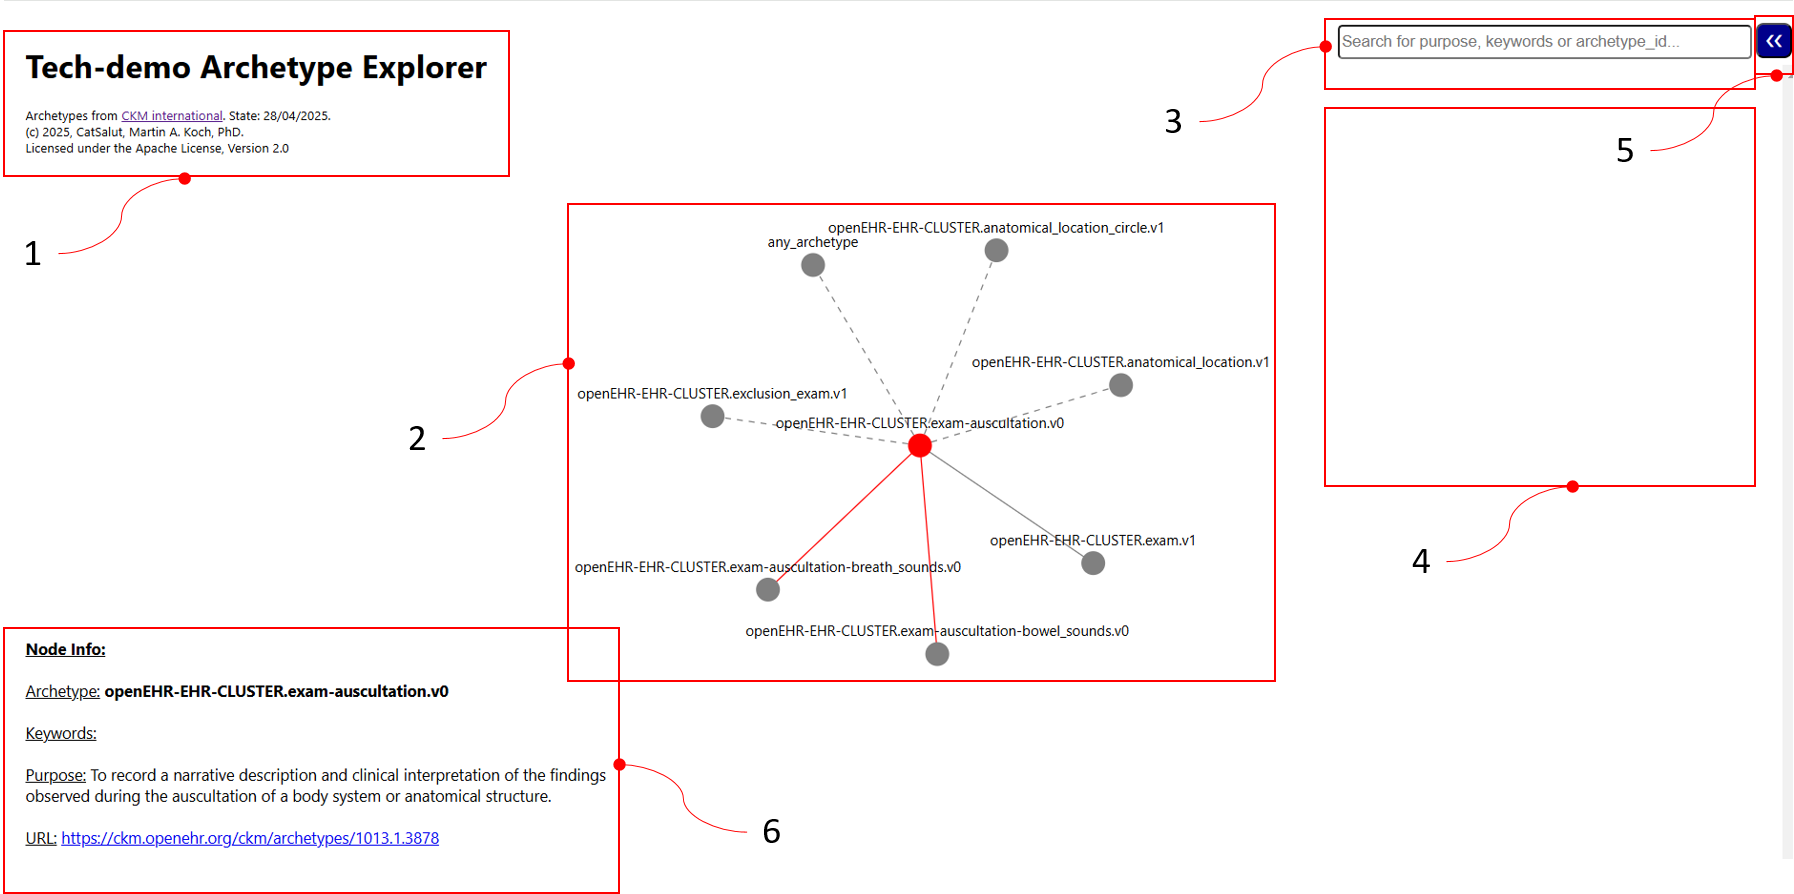 Tech-demo Archetype Explorer
Archetypes from CKM international. State: 28/04/2025.
(c) 2025, CatSalut, Martin A. Koch, PhD.
Licensed under the Apache License, Version 2.0
1
Search for purpose, keywords or archetype_id...
«
3
5
openEHR-EHR-CLUSTER.anatomical_location_circle.v1
any_archetype
openEHR-EHR-CLUSTER.anatomical_location.v1
openEHR-EHR-CLUSTER.exclusion_exam.v1
openEHR-EHR-CLUSTER.exam-auscultation.v0
2
openEHR-EHR-CLUSTER.exam.v1
openEHR-EHR-CLUSTER.exam-auscultation-breath_sounds.v0
openEHR-EHR-CLUSTER.exam-auscultation-bowel_sounds.v0
4
Node Info:
Archetype: openEHR-EHR-CLUSTER.exam-auscultation.v0
Keywords:
Purpose: To record a narrative description and clinical interpretation of the findings
observed during the auscultation of a body system or anatomical structure.
URL: https://ckm.openehr.org/ckm/archetypes/1013.1.3878
6